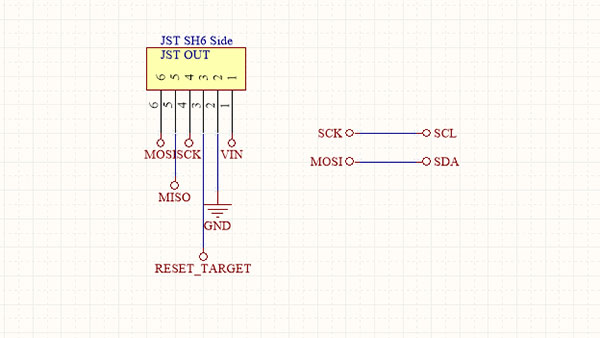 JST SH6 Side
JST OUT
6 5 4 3 2 1
6 5 4 3 2 1
SCK SCL
MOSI SCK VIN
MOSI SDA
MISO
GND
RESET_TARGET